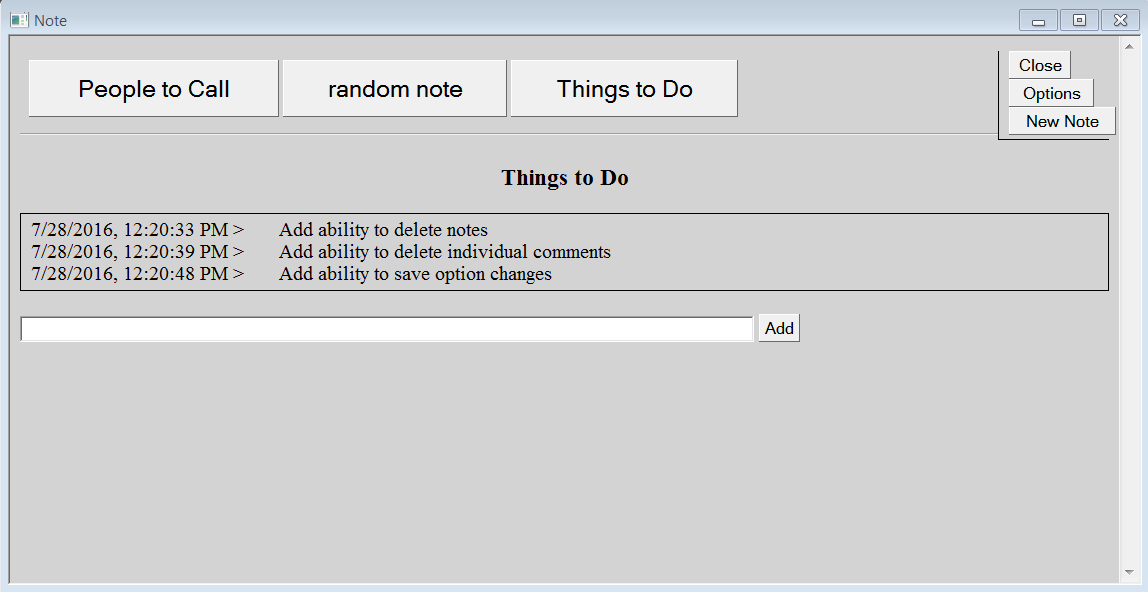 Note
People to Call random note Things to Do
Close
Options
New Note
Things to Do
7/28/2016, 12:20:33 PM > Add ability to delete notes
7/28/2016, 12:20:39 PM > Add ability to delete individual comments
7/28/2016, 12:20:48 PM > Add ability to save option changes
Add